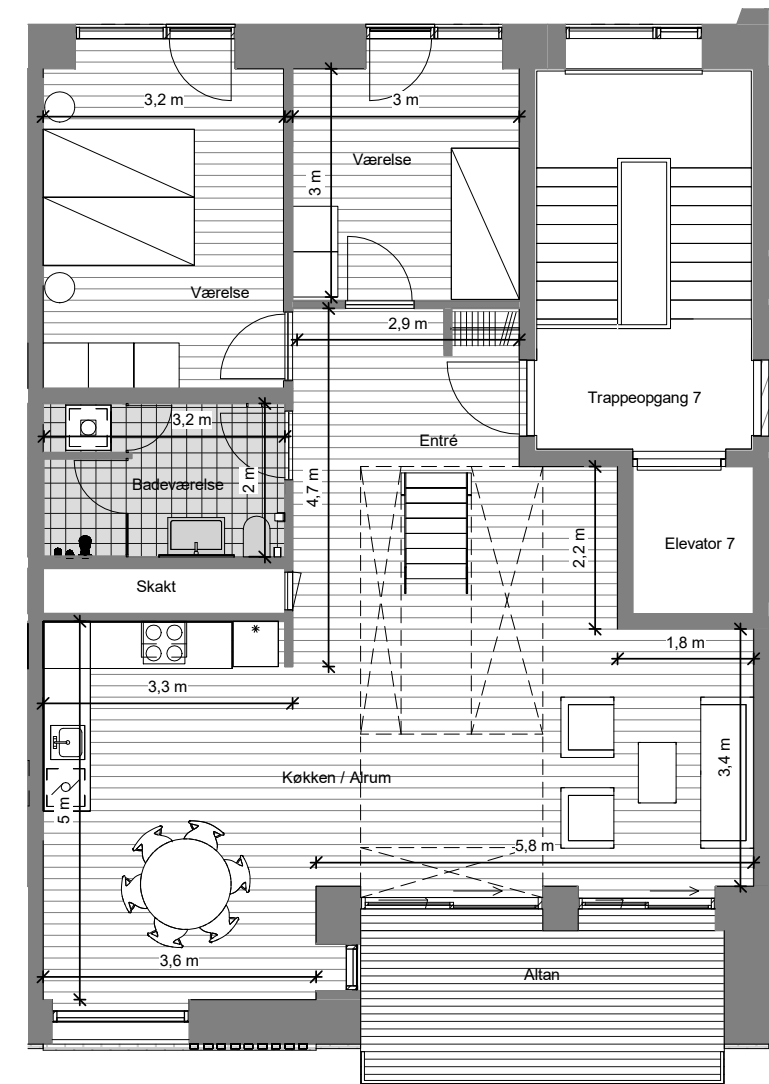 3,2 m
3 m
Værelse
3 m
Værelse
2,9 m
Trappeopgang 7
3,2 m
Entré
Badeværelse
2 m
4,7 m
Elevator 7
2,2 m
Skakt
*
1,8 m
3,3 m
3,4 m
Køkken / Alrum
5 m
5,8 m
3,6 m
Altan